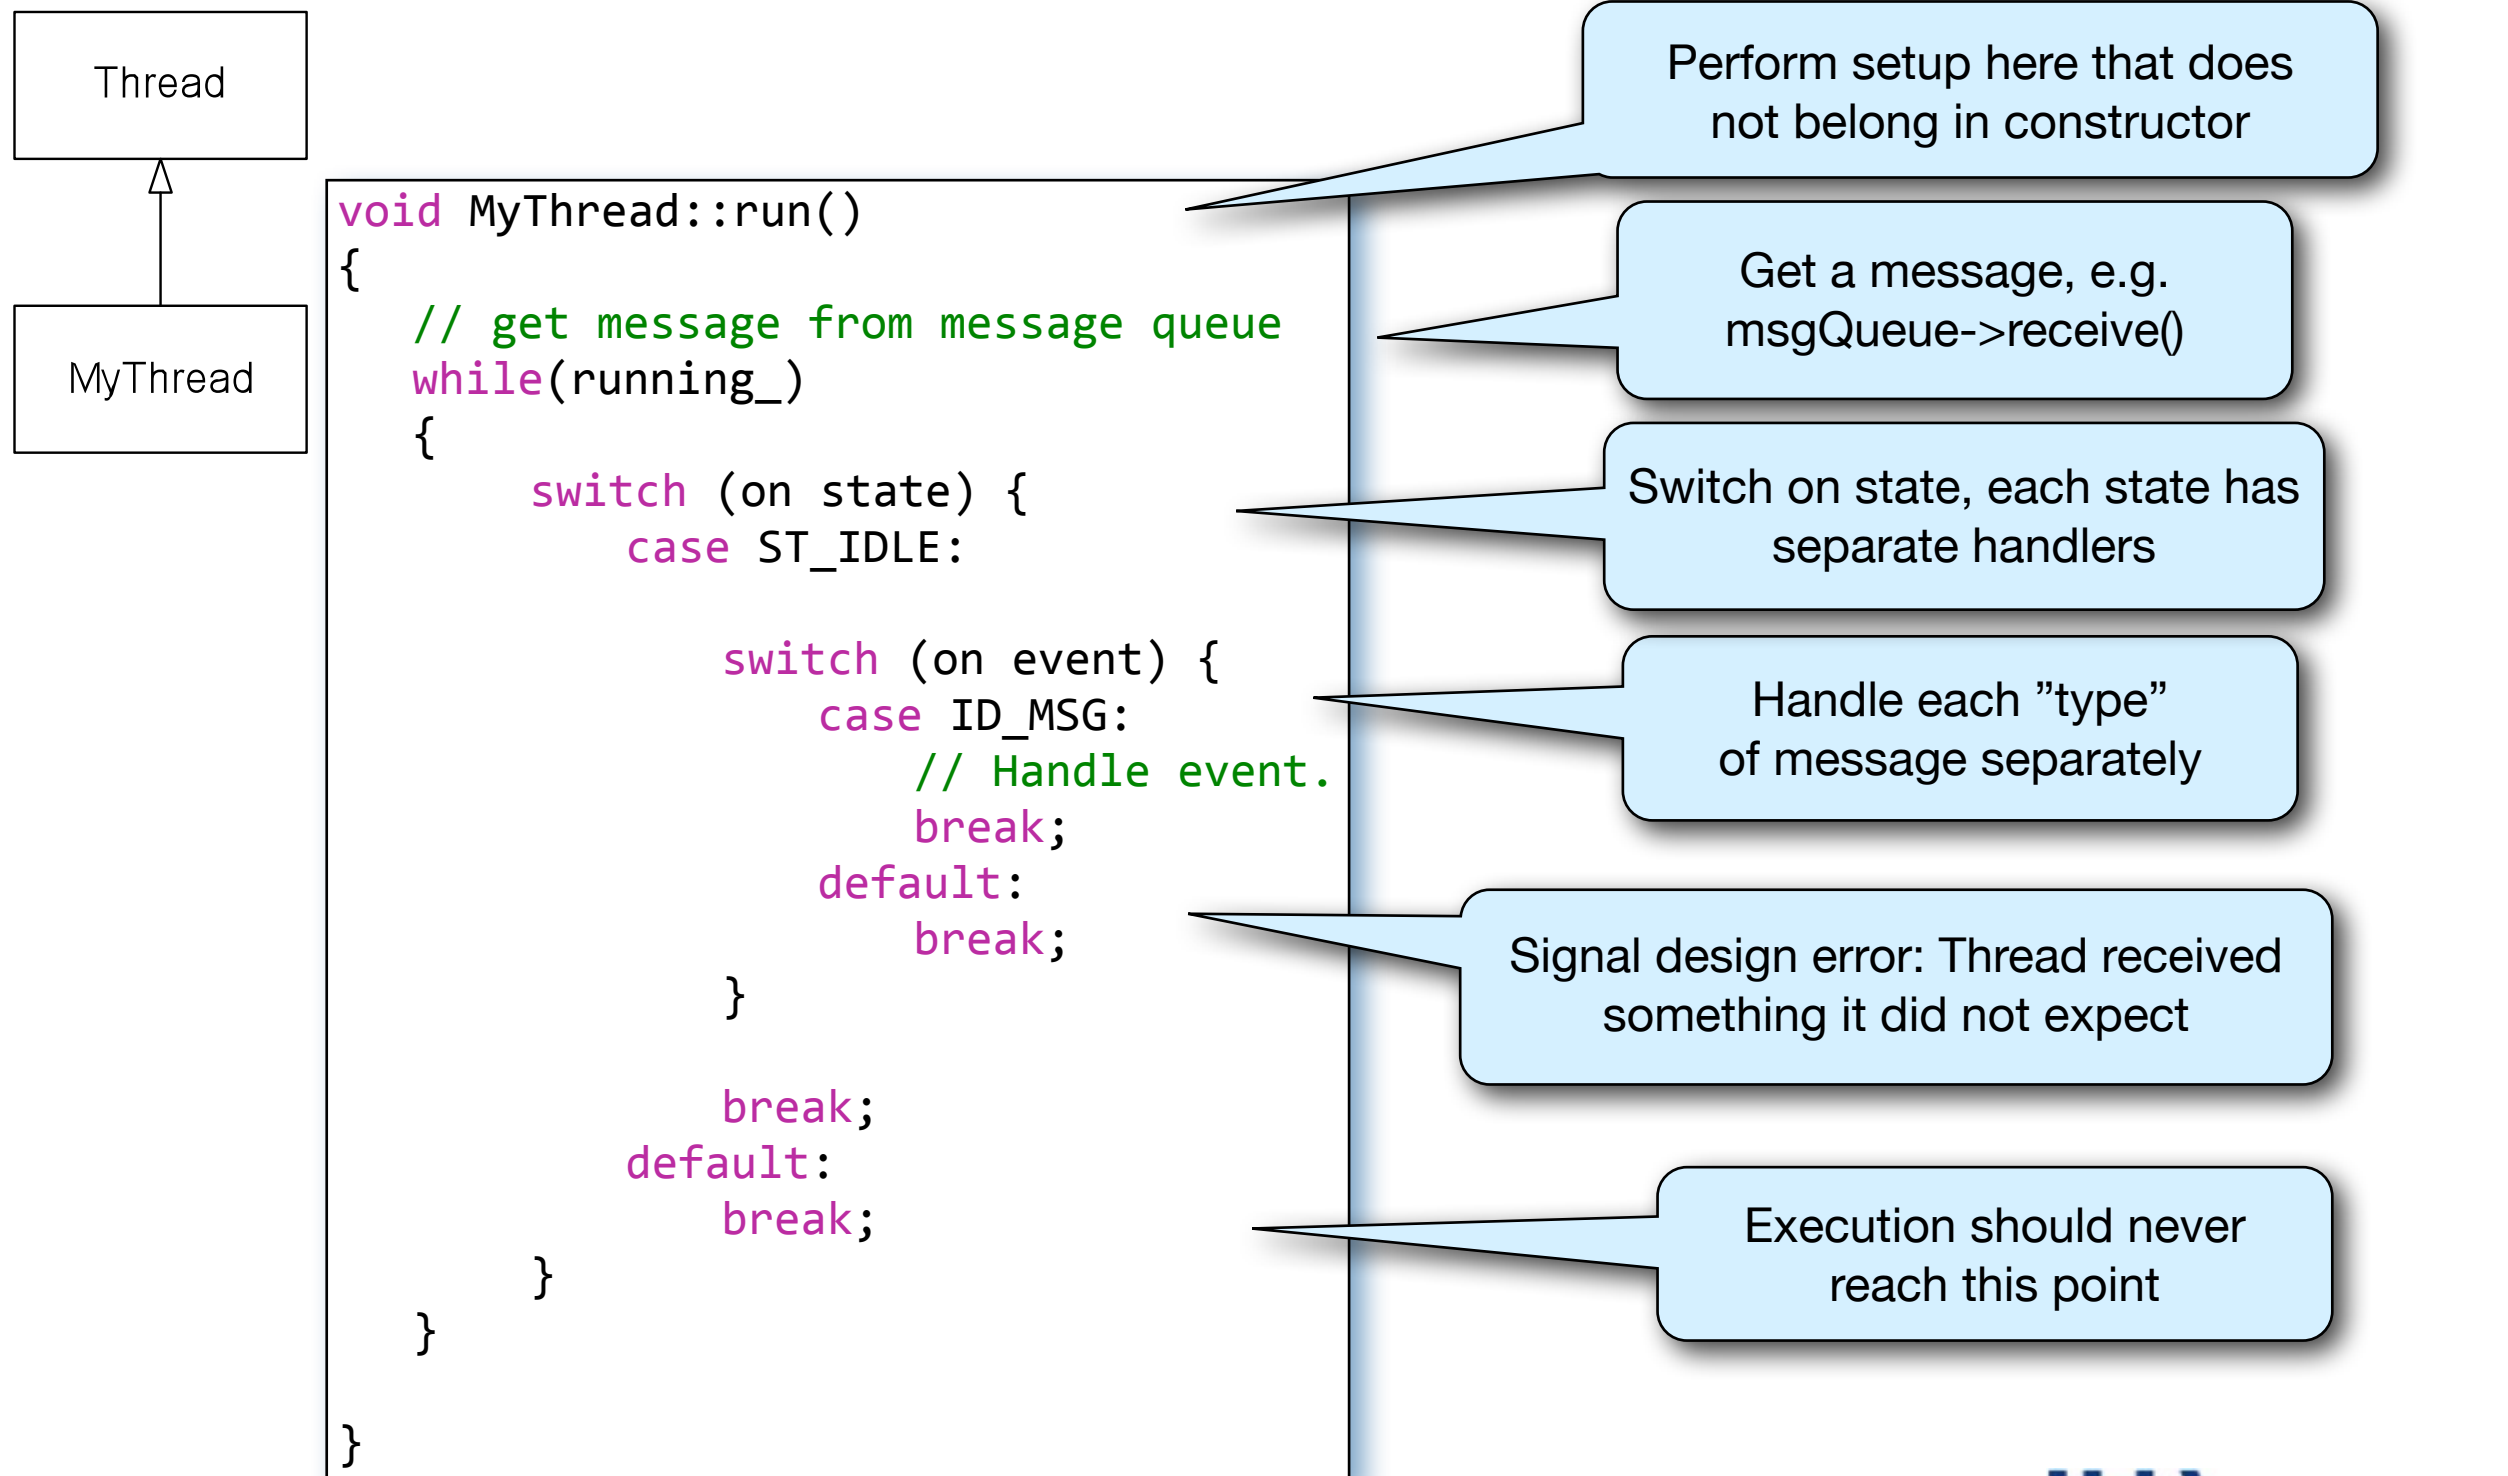 Thread
MyThread
void MyThread::run()
{
// get message from message queue
while(running_)
{
switch (on state) {
case ST_IDLE:
switch (on event) {
case ID_MSG:
// Handle event.
break;
default:
break;
}
break;
default:
break;
}
}
}
Perform setup here that does
not belong in constructor
Get a message, e.g.
msgQueue->receive()
Switch on state, each state has
separate handlers
Handle each ”type”
of message separately
Signal design error: Thread received
something it did not expect
Execution should never
reach this point